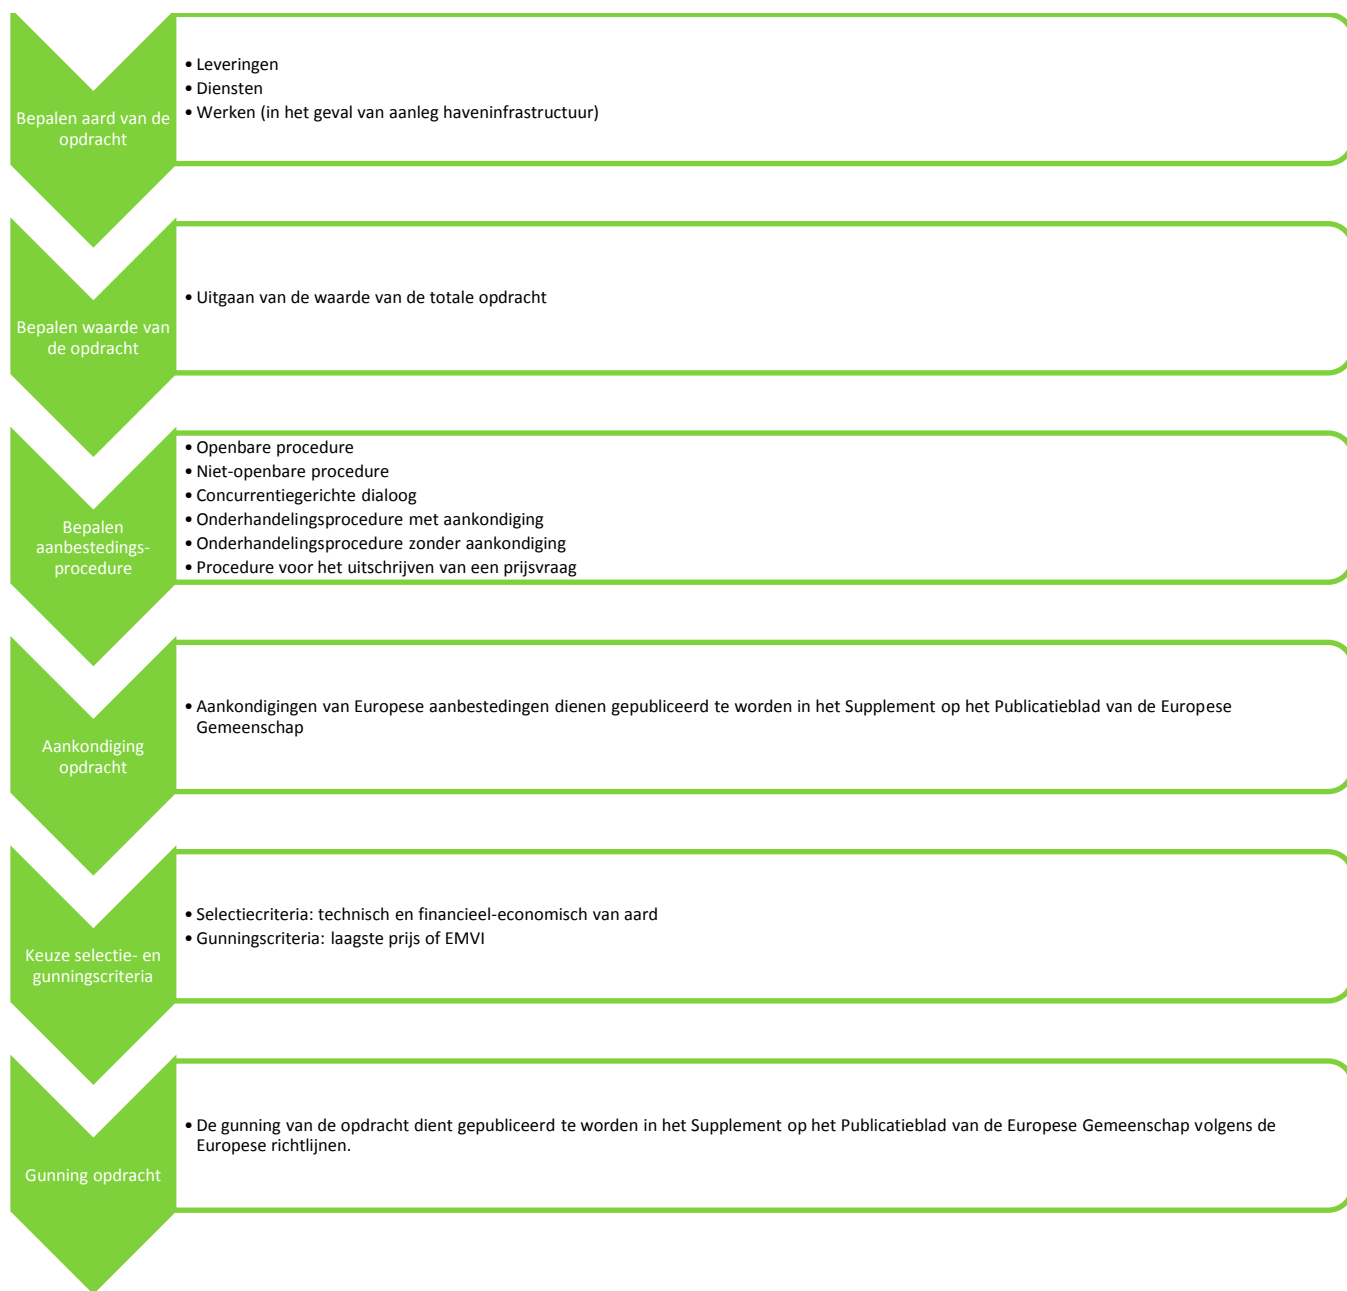 Bepalen aard van de
opdracht
• Leveringen
• Diensten
• Werken (in het geval van aanleg haveninfrastructuur)
Bepalen waarde van
de opdracht
• Uitgaan van de waarde van de totale opdracht
Bepalen
aanbestedings-
procedure
• Openbare procedure
• Niet-openbare procedure
• Concurrentiegerichte dialoog
• Onderhandelingsprocedure met aankondiging
• Onderhandelingsprocedure zonder aankondiging
• Procedure voor het uitschrijven van een prijsvraag
Aankondiging
opdracht
• Aankondigingen van Europese aanbestedingen dienen gepubliceerd te worden in het Supplement op het Publicatieblad van de Europese
Gemeenschap
Keuze selectie- en
gunningscriteria
• Selectiecriteria: technisch en financieel-economisch van aard
• Gunningscriteria: laagste prijs of EMVI
Gunning opdracht
• De gunning van de opdracht dient gepubliceerd te worden in het Supplement op het Publicatieblad van de Europese Gemeenschap volgens de
Europese richtlijnen.